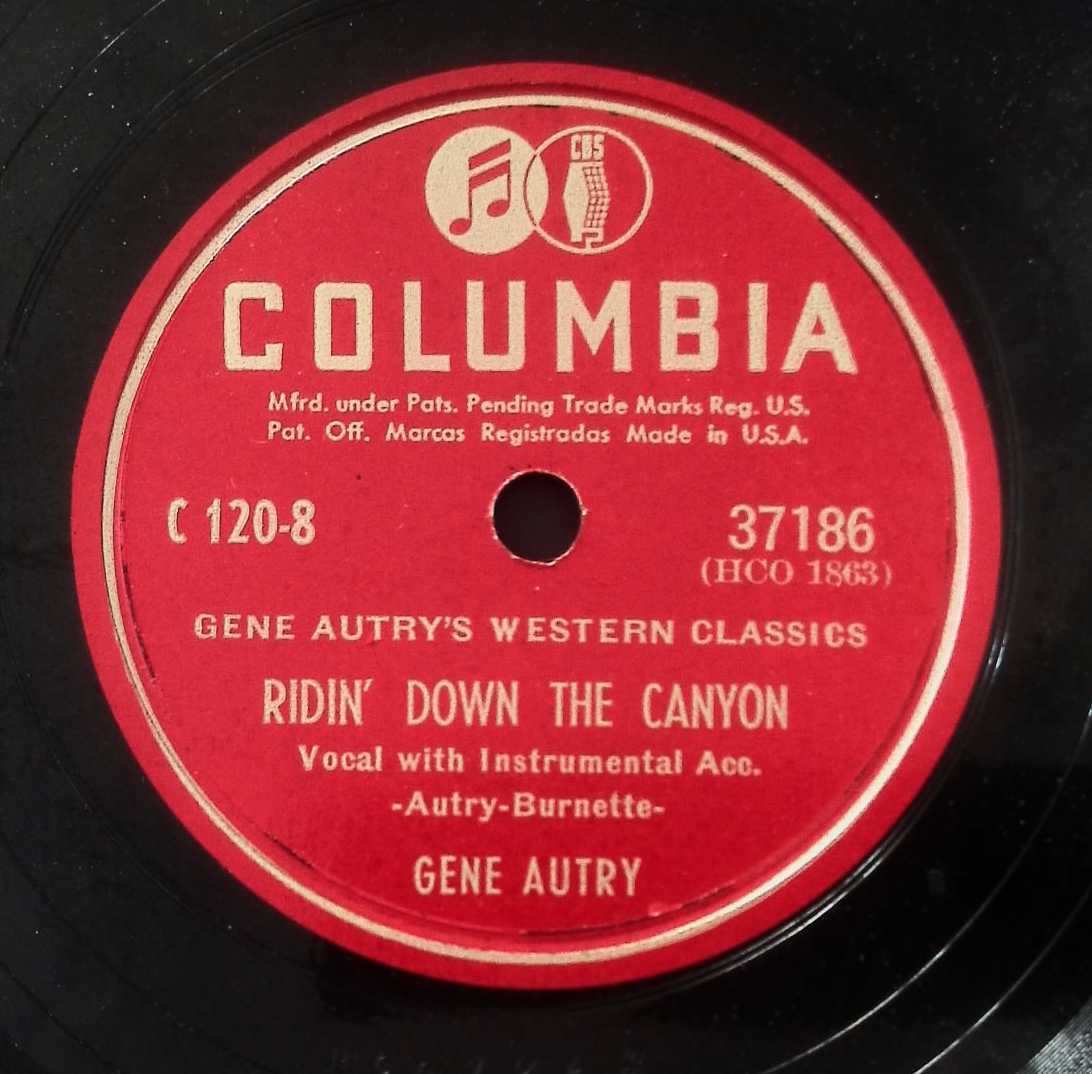 CBS
COLUMBIA
Mfrd. under Pats. Pending Trade Marks Reg. U.S.
Pat. Off. Marcas Registradas Made in U.S.A.
C 120-8
37186
(HCO 1863)
GENE AUTRY'S WESTERN CLASSICS
RIDIN' DOWN THE CANYON
Vocal with Instrumental Acc.
-Autry-Burnette-
GENE AUTRY